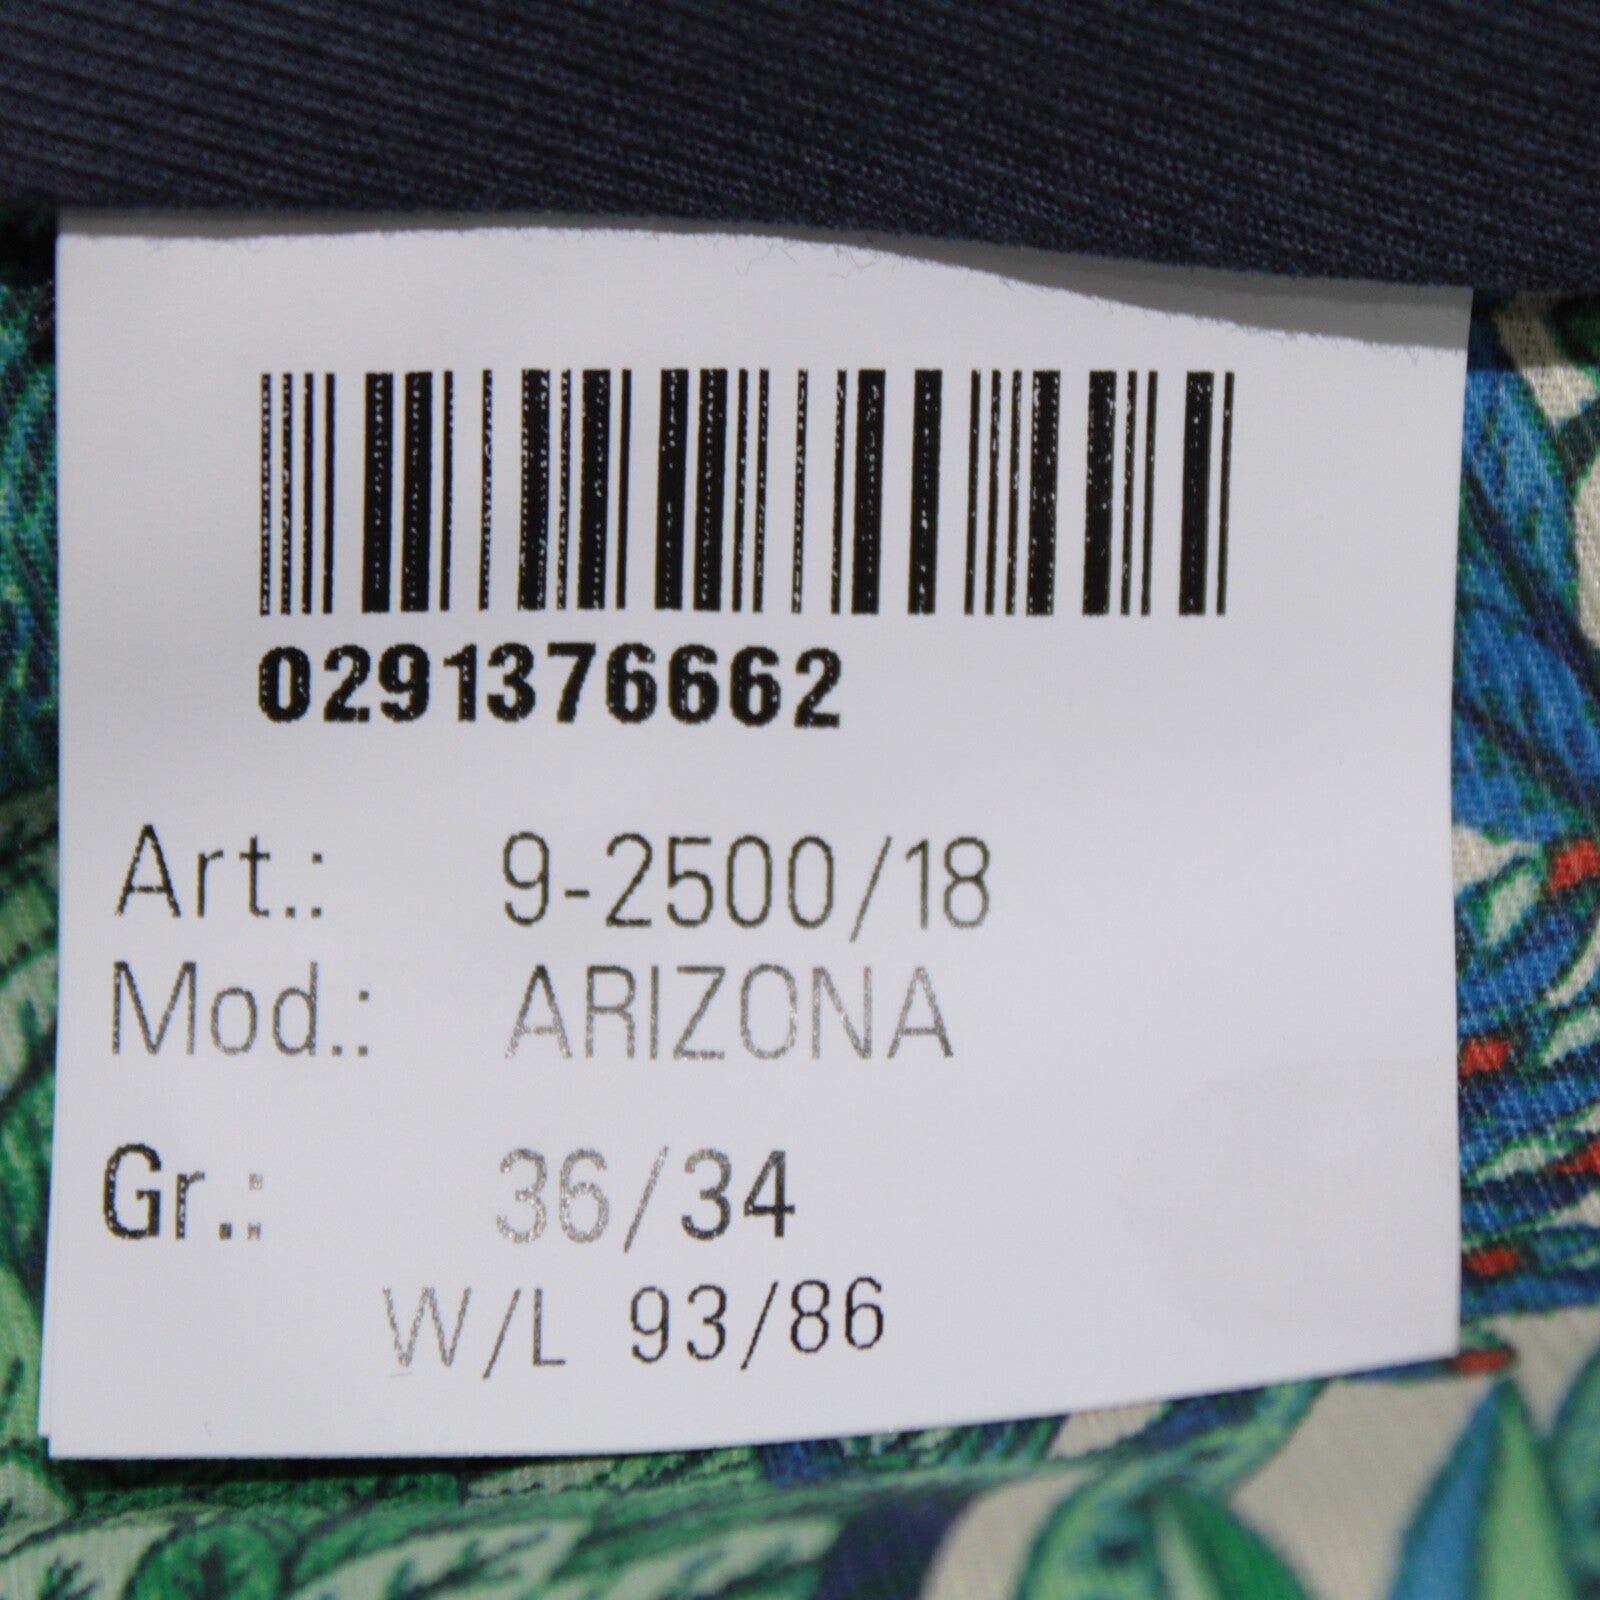 0291376662
Art.: 9-2500/18
Mod.: ARIZONA
Gr.: 36/34
W/L 93/86